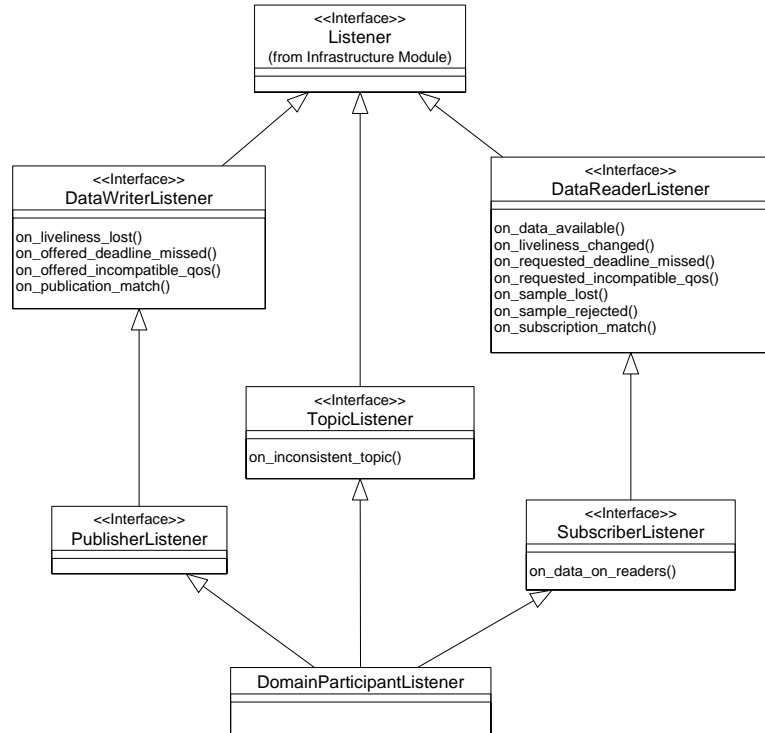 <<Interface>>
Listener
(from Infrastructure Module)
<<Interface>>
DataWriterListener
on_liveliness_lost()
on_offered_deadline_missed()
on_offered_incompatible_qos()
on_publication_match()
<<Interface>>
DataReaderListener
on_data_available()
on_liveliness_changed()
on_requested_deadline_missed()
on_requested_incompatible_qos()
on_sample_lost()
on_sample_rejected()
on_subscription_match()
<<Interface>>
TopicListener
on_inconsistent_topic()
<<Interface>>
PublisherListener
<<Interface>>
SubscriberListener
on_data_on_readers()
DomainParticipantListener